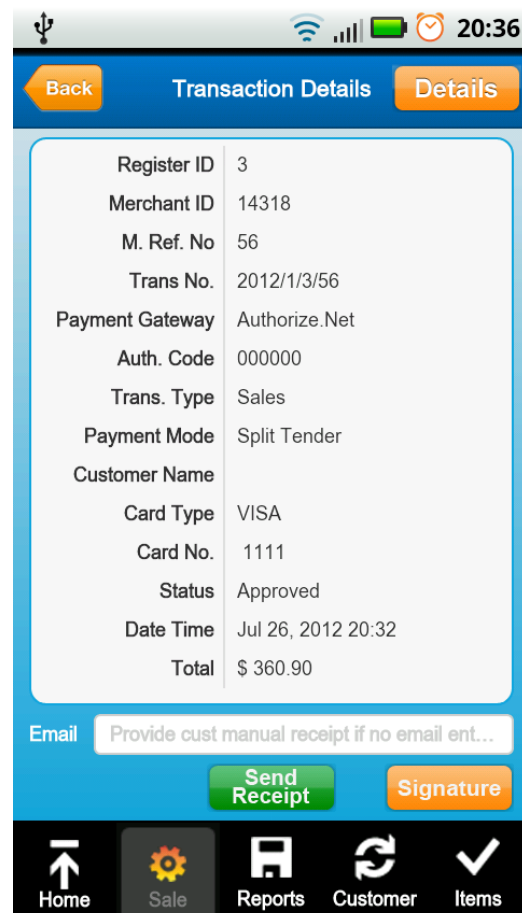 20:36
Back Transaction Details Details
Register ID 3
Merchant ID 14318
M. Ref. No 56
Trans No. 2012/1/3/56
Payment Gateway Authorize.Net
Auth. Code 000000
Trans. Type Sales
Payment Mode Split Tender
Customer Name
Card Type VISA
Card No. 1111
Status Approved
Date Time Jul 26, 2012 20:32
Total $ 360.90
Email Provide cust manual receipt if no email ent...
Send
Receipt
Signature
Home Sale Reports Customer Items